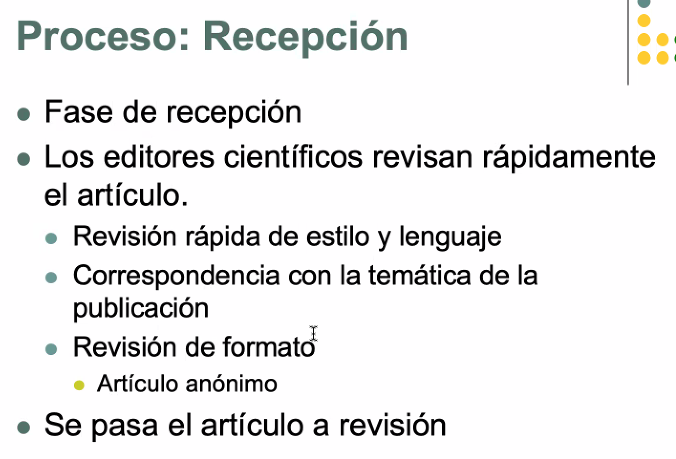 Proceso: Recepción
Fase de recepción
Los editores científicos revisan rápidamente
el artículo.
Revisión rápida de estilo y lenguaje
Correspondencia con la temática de la
publicación
Revisión de formato
Artículo anónimo
Se pasa el artículo a revisión